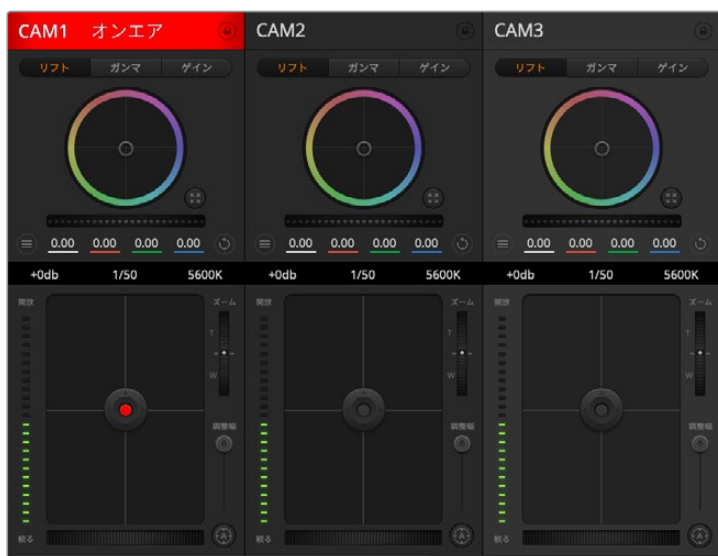 CAM1 オンエア
CAM2
CAM3
リフト ガンマ ゲイン
リフト ガンマ ゲイン
リフト ガンマ ゲイン
0.00 0.00 0.00 0.00
0.00 0.00 0.00 0.00
0.00 0.00 0.00 0.00
+0db 1/50 5600K
+0db 1/50 5600K
+0db 1/50 5600K
開放 ズーム
T
W
調整幅
絞る A
開放 ズーム
T
W
調整幅
絞る A
開放 ズーム
T
W
調整幅
絞る A